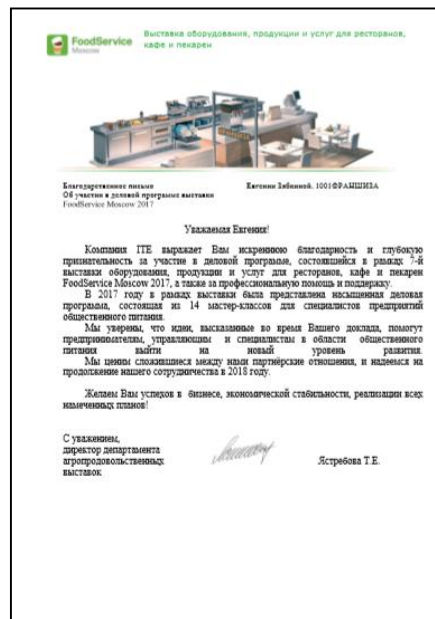 FoodService
Moscow
Выставка оборудования, продукции и услуг для ресторанов,
кафе и пекарен
Благодарственное письмо
Об участии в деловой программе выставки
FoodService Moscow 2017
Евгении Зибкиной, 1001ФРАНШИЗА
Уважаемая Евгения!
Компания ITE выражает Вам искреннюю благодарность и глубокую
признательность за участие в деловой программе, состоявшейся в рамках 7-й
выставки оборудования, продукции и услуг для ресторанов, кафе и пекарен
FoodService Moscow 2017, а также за профессиональную помощь и поддержку.
В 2017 году в рамках выставки была представлена насыщенная деловая
программа, состоящая из 14 мастер-классов для специалистов предприятий
общественного питания.
Мы уверены, что идеи, высказанные во время Вашего доклада, помогут
предпринимателям, управляющим и специалистам в области общественного
питания выйти на новый уровень развития.
Мы ценим сложившиеся между нами партнёрские отношения, и надеемся на
продолжение нашего сотрудничества в 2018 году.
Желаем Вам успехов в бизнесе, экономической стабильности, реализации всех
намеченных планов!
С уважением,
директор департамента
агропродовольственных
выставок
Ястребова Т.Е.